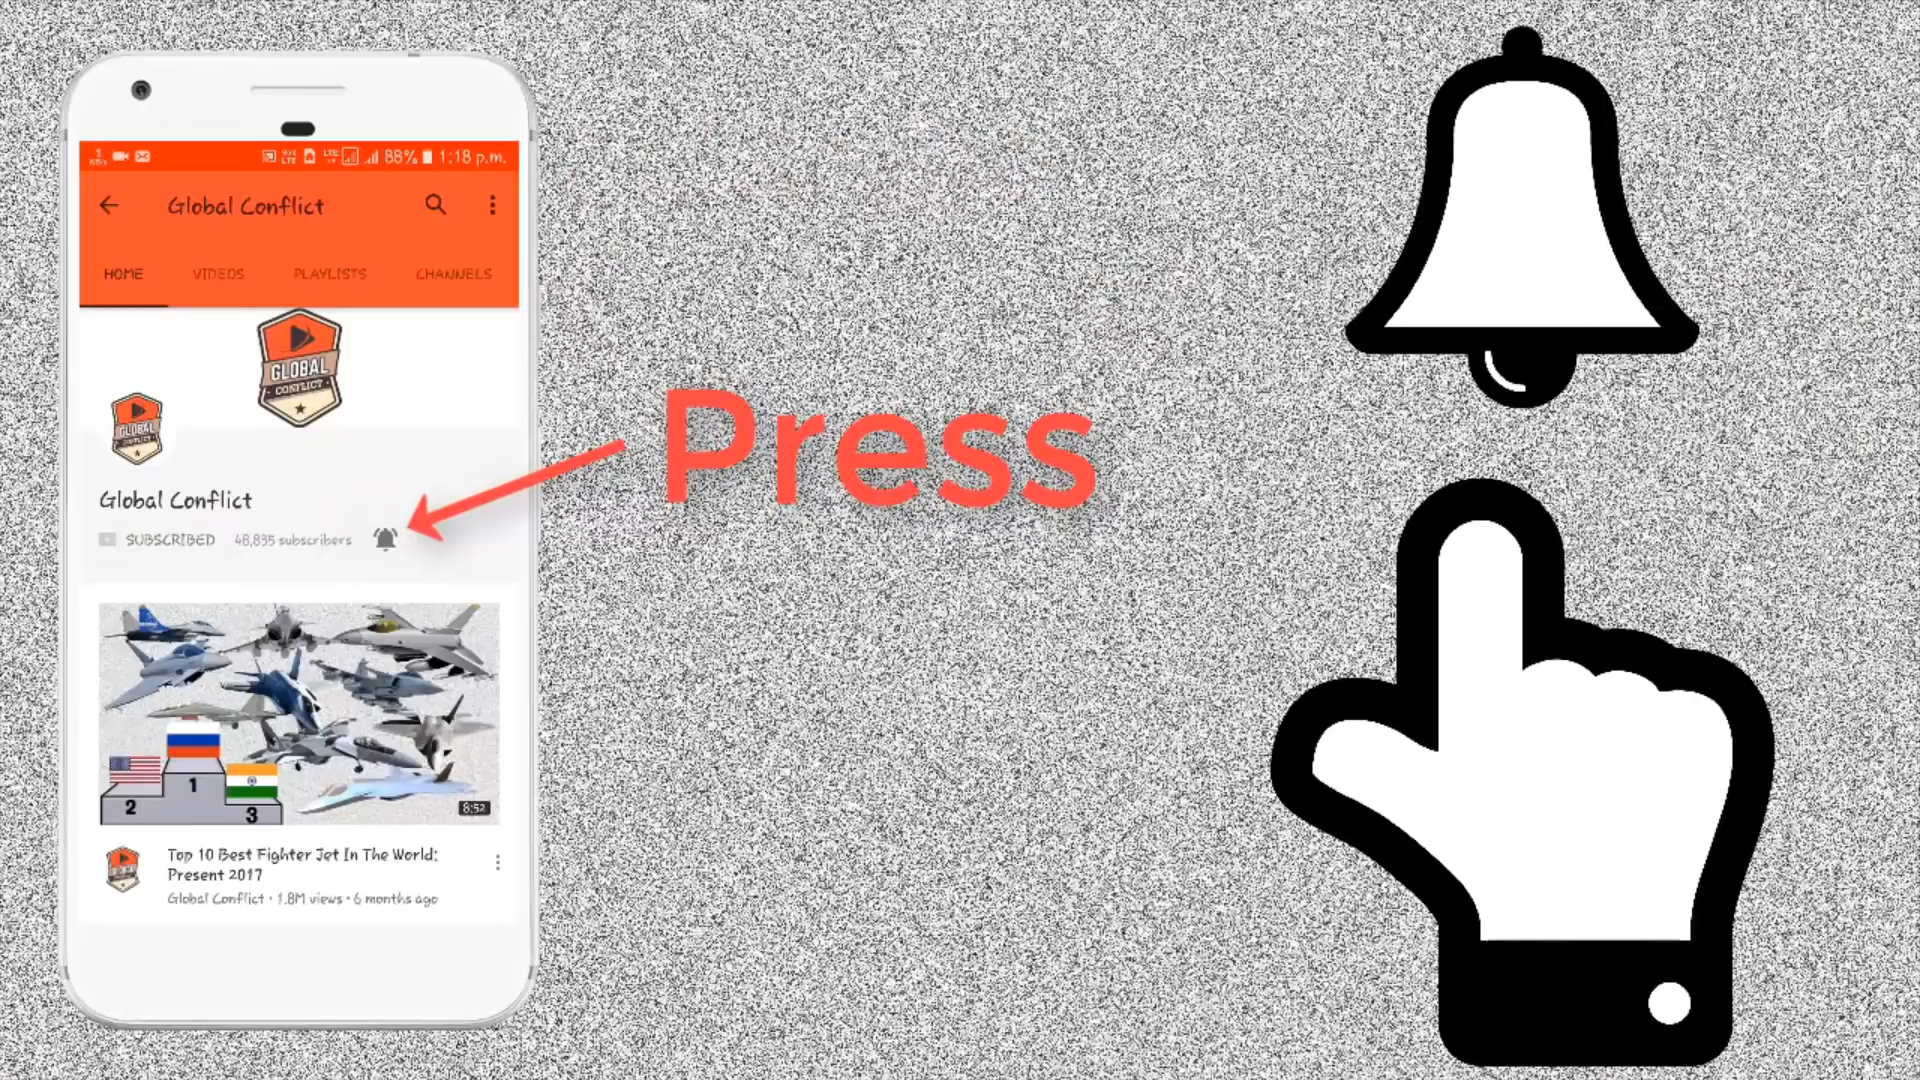 88% 1:18 p.m.
Global Conflict
HOME VIDEOS PLAYLISTS CHANNELS
GLOBAL
CONFLICT
GLOBAL
CONFLICT
Press
Global Conflict
SUBSCRIBED 48,835 subscribers
1
2
3
8:52
Top 10 Best Fighter Jet In The World:
Present 2017
Global Conflict • 1.8M views • 6 months ago